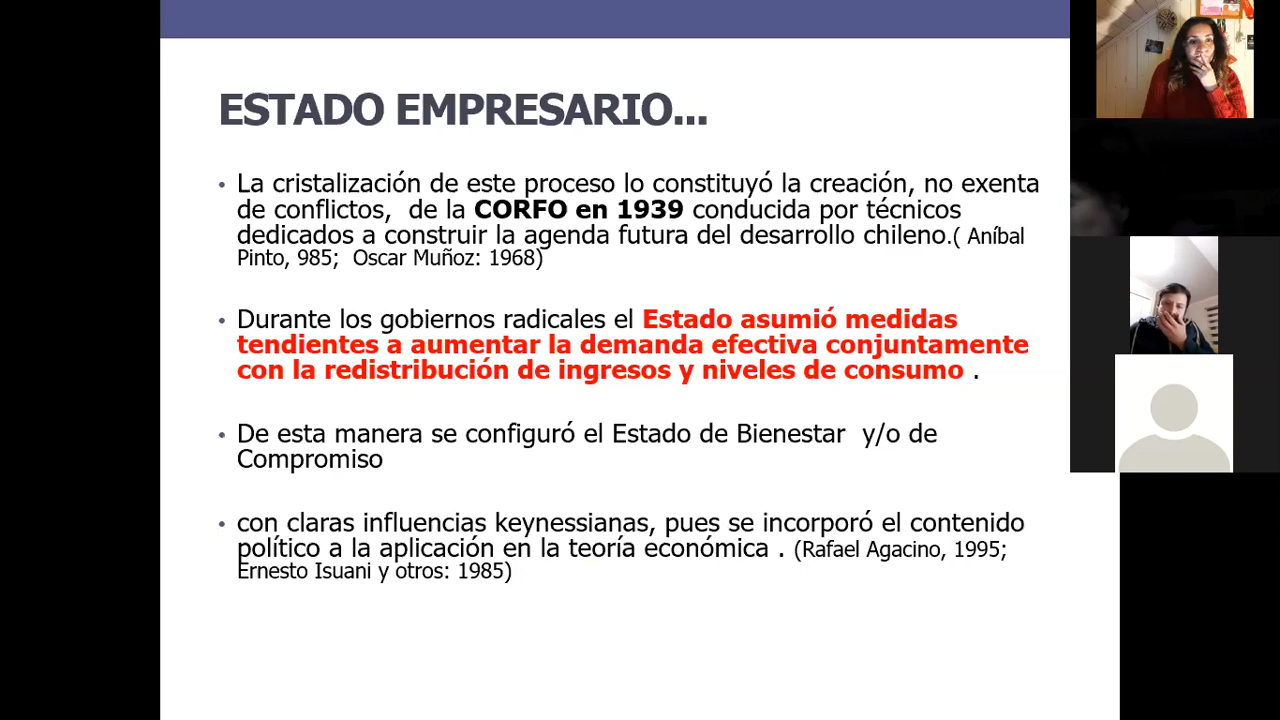 ESTADO EMPRESARIO...
• La cristalización de este proceso lo constituyó la creación, no exenta
de conflictos, de la CORFO en 1939 conducida por técnicos
dedicados a construir la agenda futura del desarrollo chileno.( Aníbal
Pinto, 985; Oscar Muñoz: 1968)
• Durante los gobiernos radicales el Estado asumió medidas
tendientes a aumentar la demanda efectiva conjuntamente
con la redistribución de ingresos y niveles de consumo .
• De esta manera se configuró el Estado de Bienestar y/o de
Compromiso
• con claras influencias keynessianas, pues se incorporó el contenido
político a la aplicación en la teoría económica . (Rafael Agacino, 1995;
Ernesto Isuani y otros: 1985)